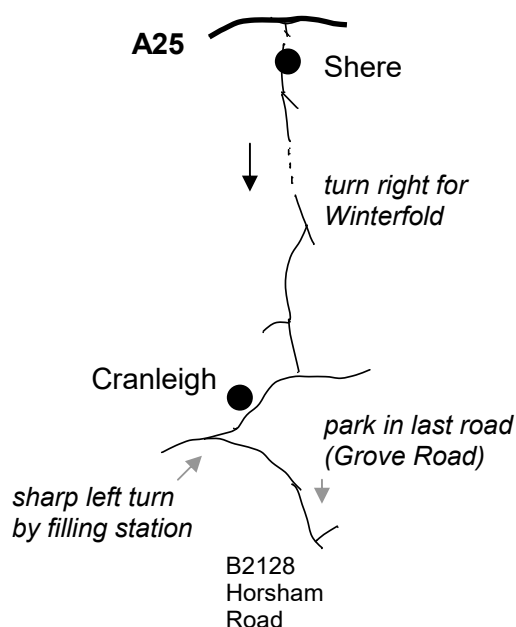 A25
Shere
turn right for
Winterfold
Cranleigh
park in last road
(Grove Road)
sharp left turn
by filling station
B2128
Horsham
Road